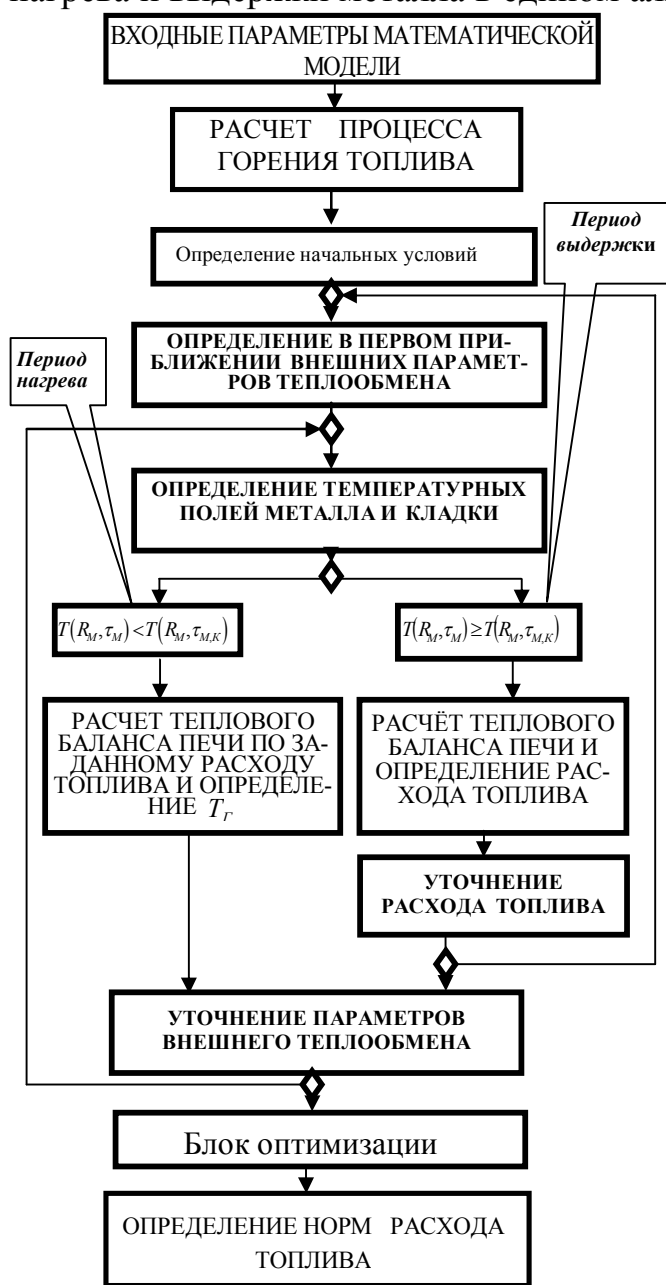 нагрева и выдержки металла в едином ал
ВХОДНЫЕ ПАРАМЕТРЫ МАТЕМАТИЧЕСКОЙ
МОДЕЛИ
РАСЧЕТ ПРОЦЕССА
ГОРЕНИЯ ТОПЛИВА
Период
выдержки
Определение начальных условий
ОПРЕДЕЛЕНИЕ В ПЕРВОМ ПРИ-
БЛИЖЕНИИ ВНЕШНИХ ПАРАМЕТ-
РОВ ТЕПЛООБМЕНА
Период
нагрева
ОПРЕДЕЛЕНИЕ ТЕМПЕРАТУРНЫХ
ПОЛЕЙ МЕТАЛЛА И КЛАДКИ
T(R_M,τ_M)<T(R_M,τ_{M,K})
T(R_M,τ_M)≥T(R_M,τ_{M,K})
РАСЧЕТ ТЕПЛОВОГО
БАЛАНСА ПЕЧИ ПО ЗА-
ДАННОМУ РАСХОДУ
ТОПЛИВА И ОПРЕДЕЛЕ-
НИЕ T_Г
РАСЧЁТ ТЕПЛОВОГО
БАЛАНСА ПЕЧИ И
ОПРЕДЕЛЕНИЕ РАС-
ХОДА ТОПЛИВА
УТОЧНЕНИЕ
РАСХОДА ТОПЛИВА
УТОЧНЕНИЕ ПАРАМЕТРОВ
ВНЕШНЕГО ТЕПЛООБМЕНА
Блок оптимизации
ОПРЕДЕЛЕНИЕ НОРМ РАСХОДА
ТОПЛИВА